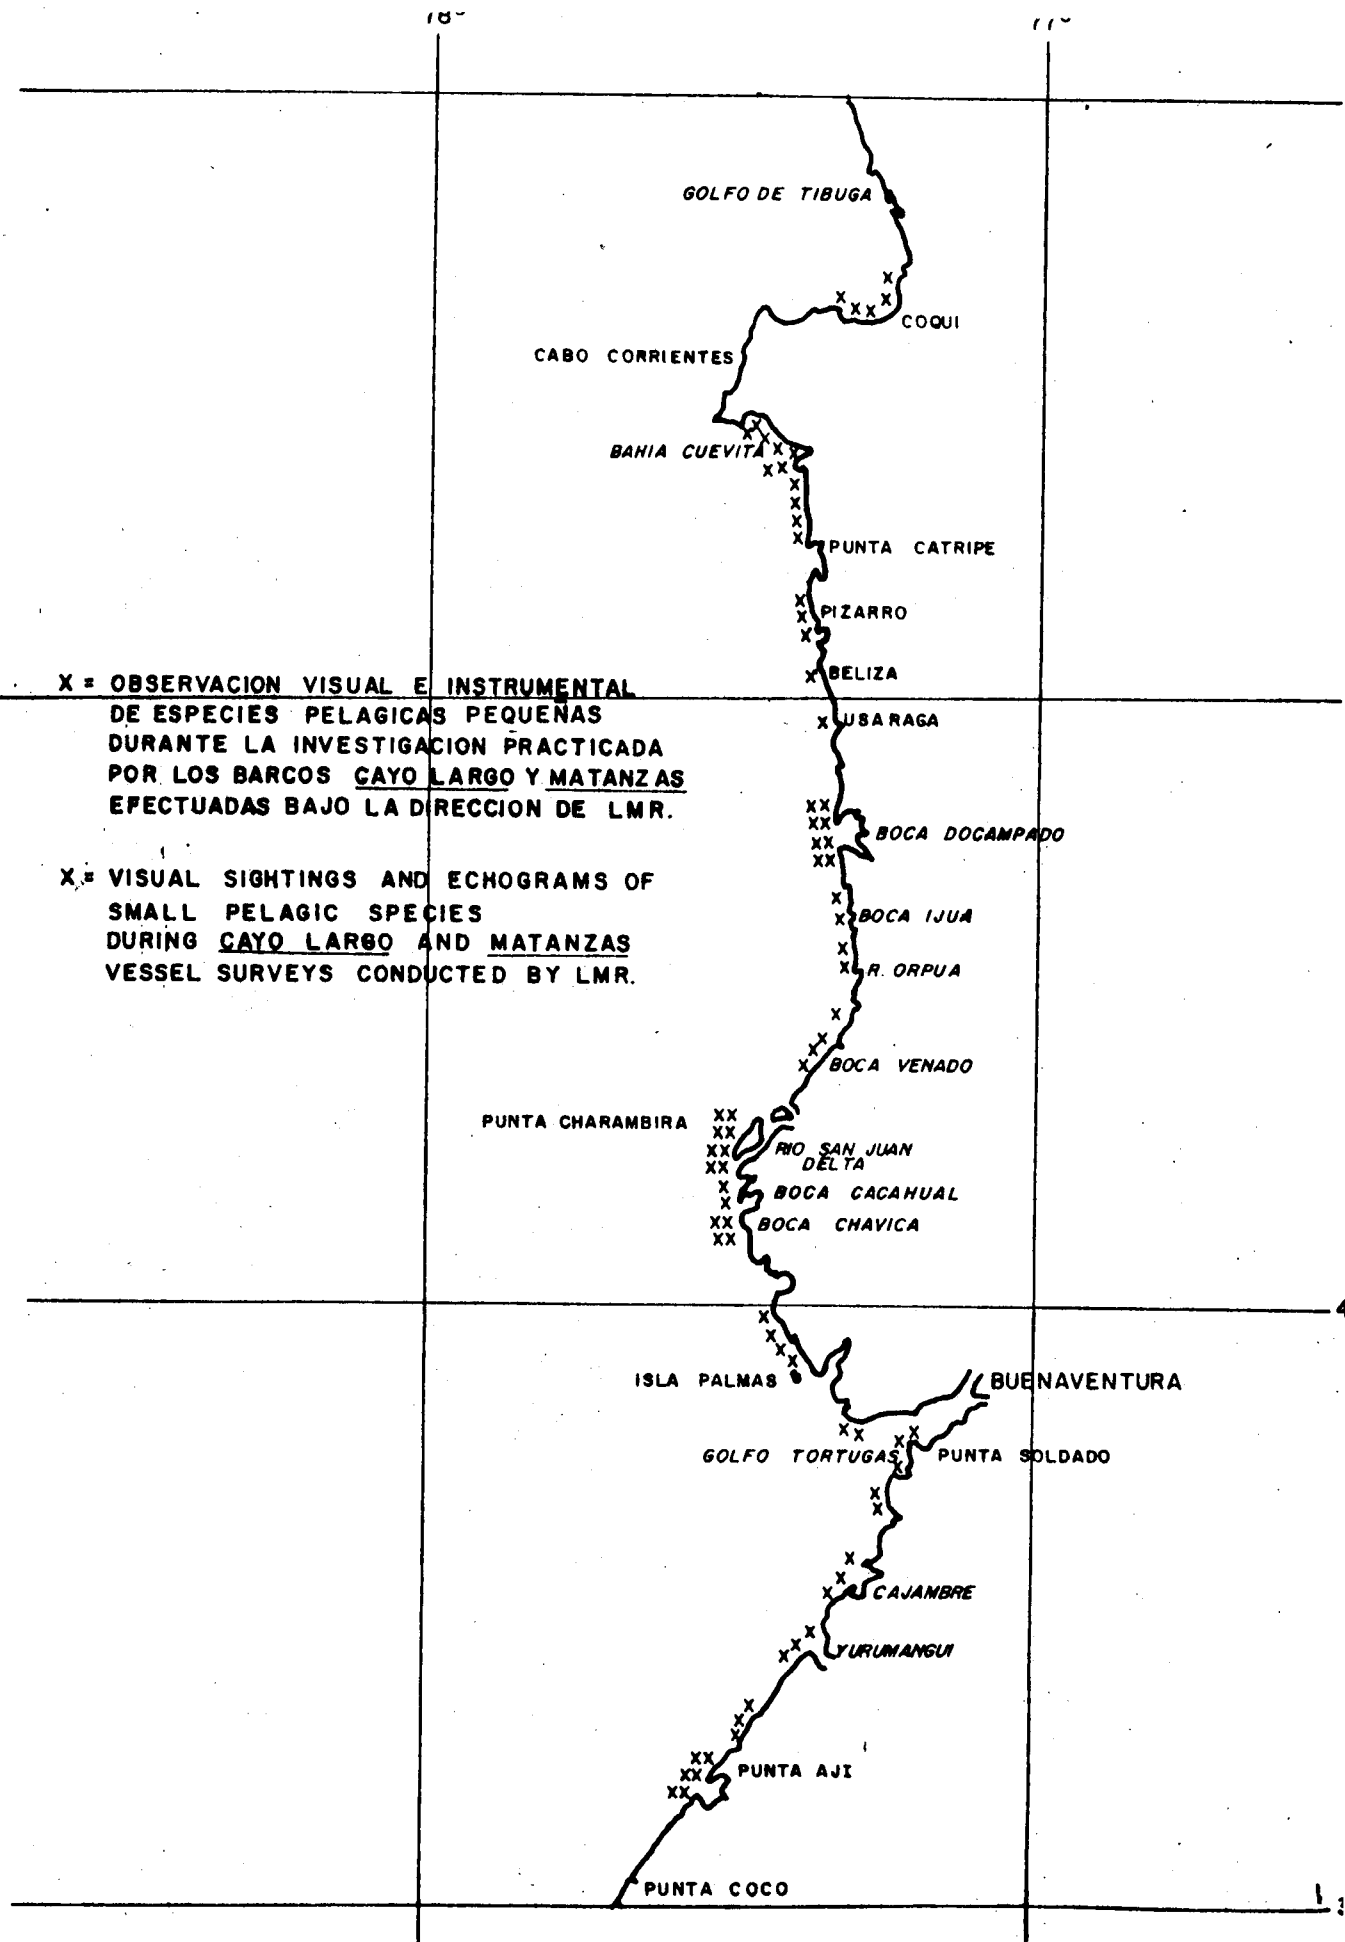 78°
77°
GOLFO DE TIBUGA
COQUI
CABO CORRIENTES
BAHIA CUEVITA
PUNTA CATRIPE
PIZARRO
BELIZA
X = OBSERVACION VISUAL E INSTRUMENTAL
DE ESPECIES PELAGICAS PEQUEÑAS
DURANTE LA INVESTIGACION PRACTICADA
POR LOS BARCOS CAYO LARGO Y MATANZAS
EFECTUADAS BAJO LA DIRECCION DE LMR.
USARAGA
BOCA DOCAMPADO
X = VISUAL SIGHTINGS AND ECHOGRAMS OF
SMALL PELAGIC SPECIES
DURING CAYO LARGO AND MATANZAS
VESSEL SURVEYS CONDUCTED BY LMR.
BOCA IJUA
R. ORPUA
BOCA VENADO
PUNTA CHARAMBIRA
RIO SAN JUAN
DELTA
BOCA CACAHUAL
BOCA CHAVICA
4
ISLA PALMAS
BUENAVENTURA
GOLFO TORTUGAS
PUNTA SOLDADO
CAJAMBRE
YURUMANGUI
PUNTA AJI
PUNTA COCO